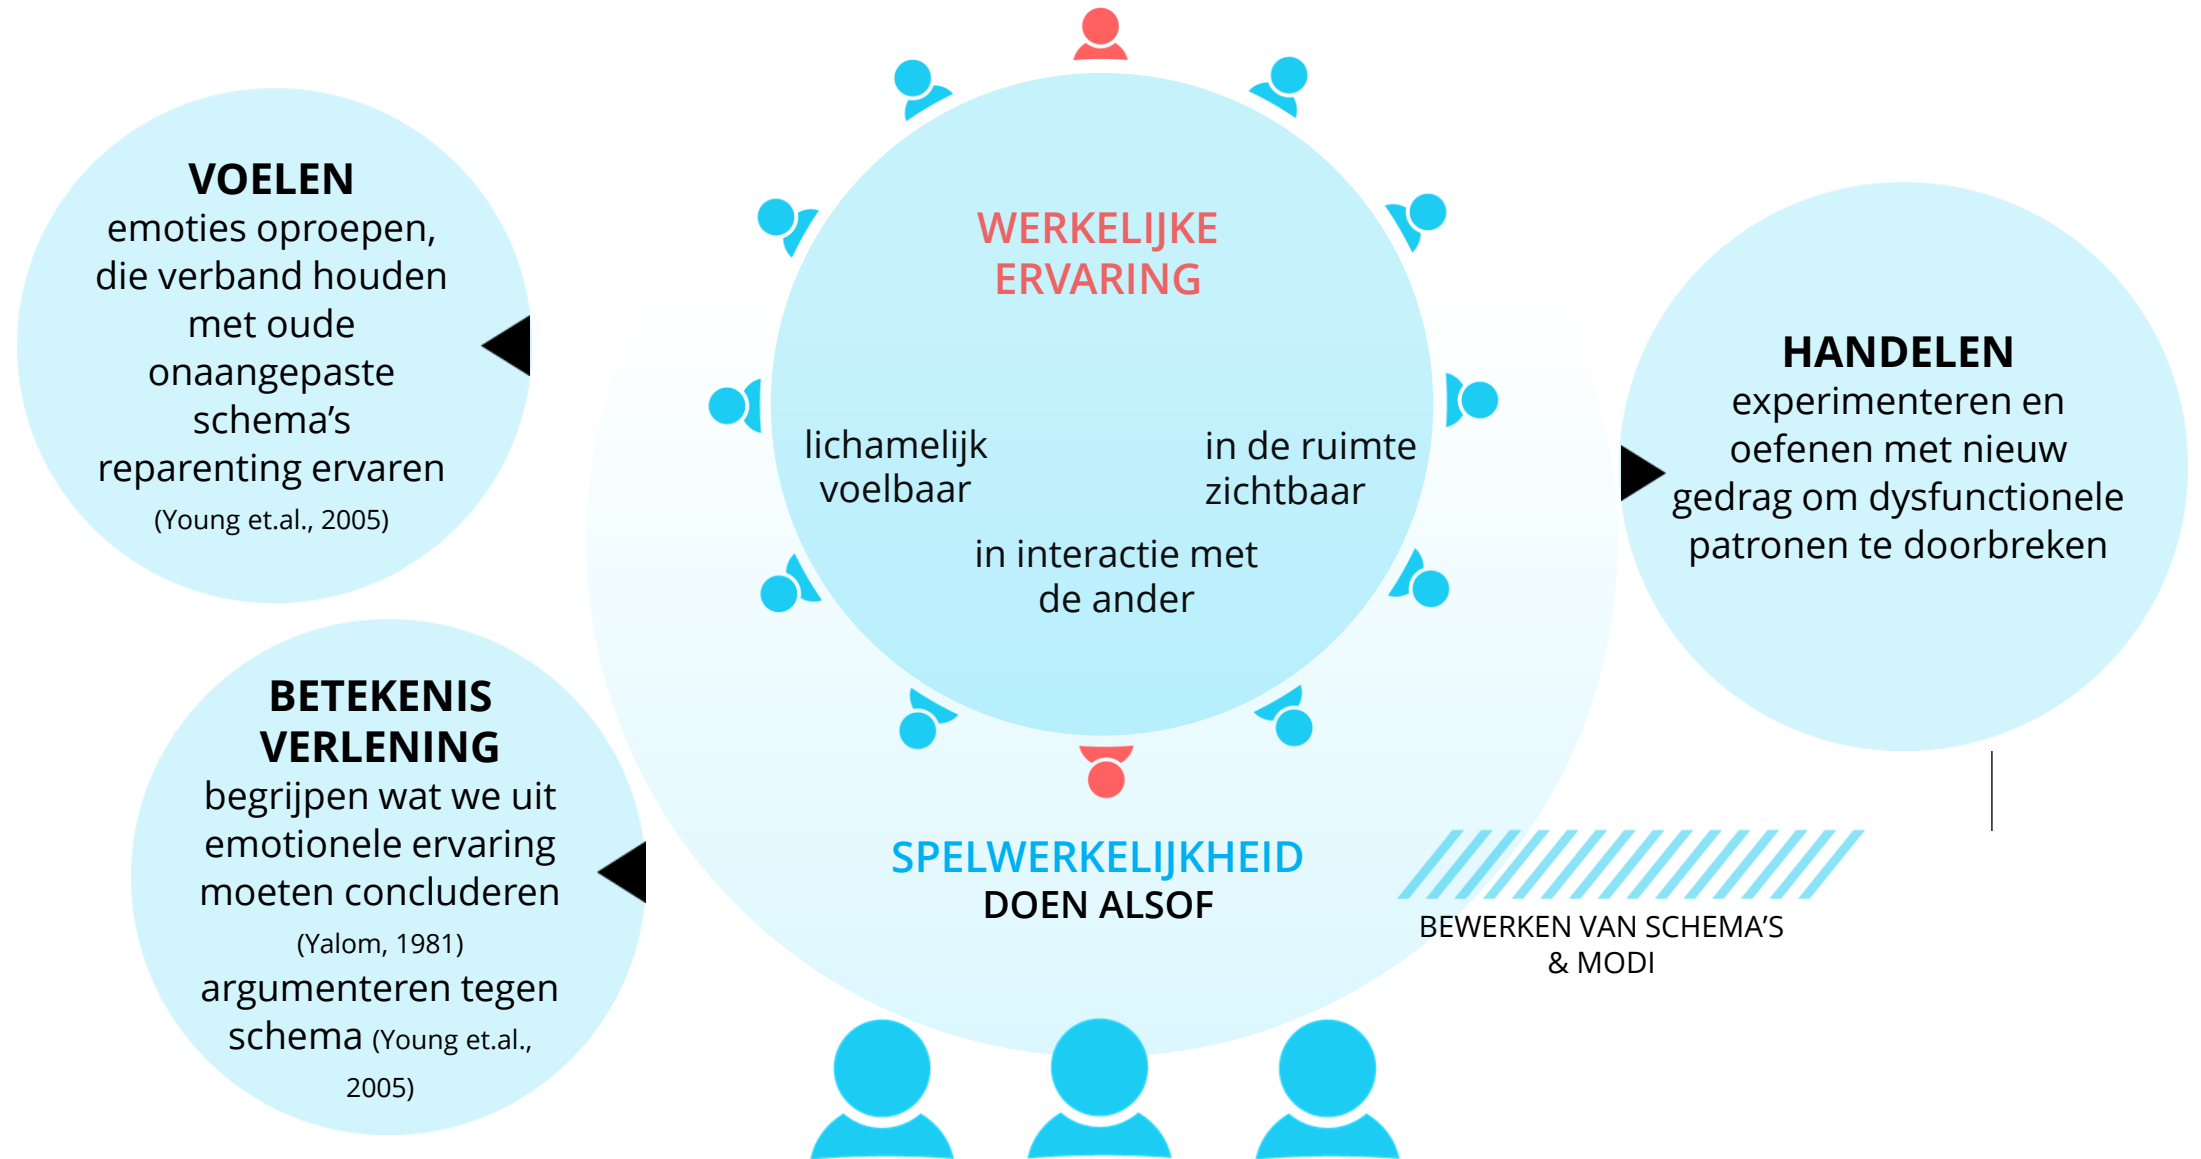 VOELEN
emoties oproepen,
die verband houden
met oude
onaangepaste
schema’s
reparenting ervaren
(Young et.al., 2005)
BETEKENIS
VERLENING
begrijpen wat we uit
emotionele ervaring
moeten concluderen
(Yalom, 1981)
argumenteren tegen
schema (Young et.al.,
2005)
WERKELIJKE
ERVARING
lichamelijk
voelbaar
in de ruimte
zichtbaar
in interactie met
de ander
SPELWERKELIJKHEID
DOEN ALSOF
HANDELEN
experimenteren en
oefenen met nieuw
gedrag om dysfunctionele
patronen te doorbreken
BEWERKEN VAN SCHEMA’S
& MODI